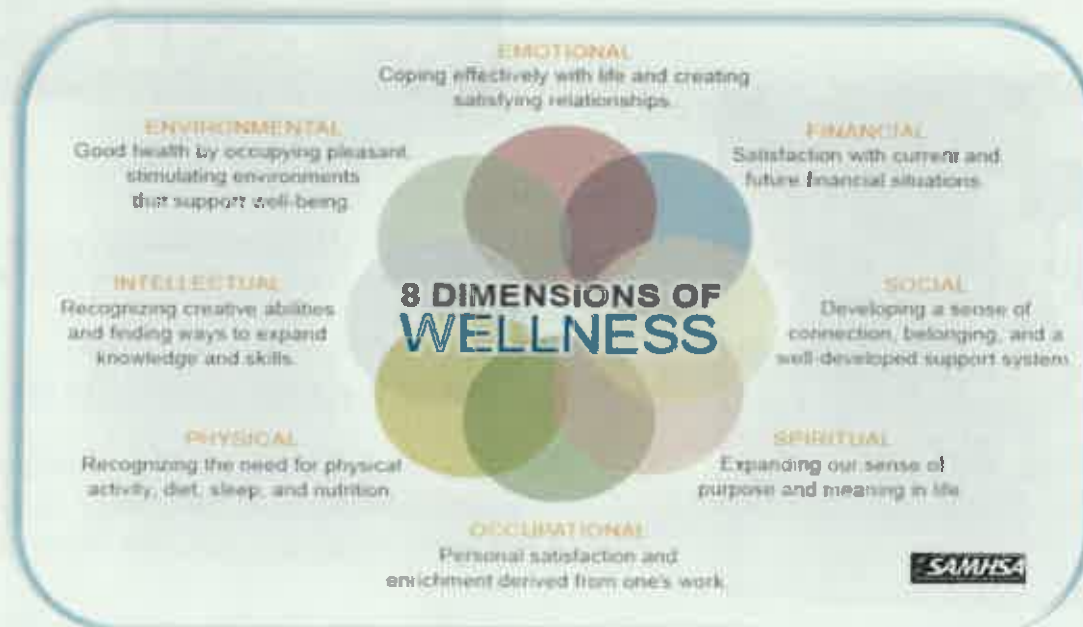 EMOTIONAL
Coping effectively with life and creating
satisfying relationships.
ENVIRONMENTAL
Good health by occupying pleasant,
stimulating environments
that support well-being.
FINANCIAL
Satisfaction with current and
future financial situations.
INTELLECTUAL
Recognizing creative abilities
and finding ways to expand
knowledge and skills.
8 DIMENSIONS OF
WELLNESS
SOCIAL
Developing a sense of
connection, belonging, and a
well-developed support system.
PHYSICAL
Recognizing the need for physical
activity, diet, sleep, and nutrition.
SPIRITUAL
Expanding our sense of
purpose and meaning in life.
OCCUPATIONAL
Personal satisfaction and
enrichment derived from one's work.
SAMHSA